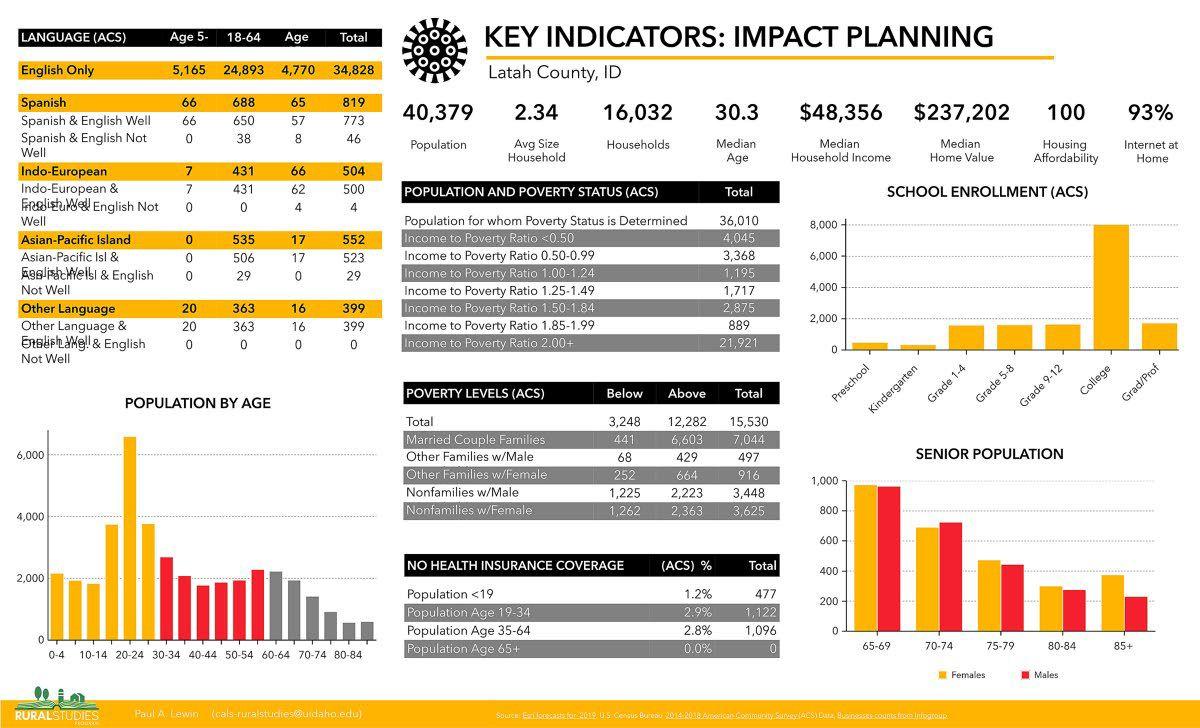 KEY INDICATORS: IMPACT PLANNING
Latah County, ID
40,379 2.34 16,032 30.3 $48,356 $237,202 100 93%
Population Avg Size Household Households Median Age Median Household Income Median Home Value Housing Affordability Internet at Home
LANGUAGE (ACS) Age 5- 18-64 Age Total
English Only 5,165 24,893 4,770 34,828
Spanish 66 688 65 819
Spanish & English Well 66 650 57 773
Spanish & English Not 0 38 8 46
Well
Indo-European 7 431 66 504
Indo-European & 7 431 62 500
English Well
Indo-Euro & English Not 0 0 4 4
Well
Asian-Pacific Island 0 535 17 552
Asian-Pacific Isl & 0 506 17 523
English Well
Asn-Pacific Isl & English 0 29 0 29
Not Well
Other Language 20 363 16 399
Other Language & 20 363 16 399
English Well
Other Lang. & English 0 0 0 0
Not Well
POPULATION BY AGE
6,000
4,000
2,000
0
0-4 10-14 20-24 30-34 40-44 50-54 60-64 70-74 80-84
POPULATION AND POVERTY STATUS (ACS) Total
Population for whom Poverty Status is Determined 36,010
Income to Poverty Ratio <0.50 4,045
Income to Poverty Ratio 0.50-0.99 3,368
Income to Poverty Ratio 1.00-1.24 1,195
Income to Poverty Ratio 1.25-1.49 1,717
Income to Poverty Ratio 1.50-1.84 2,875
Income to Poverty Ratio 1.85-1.99 889
Income to Poverty Ratio 2.00+ 21,921
POVERTY LEVELS (ACS) Below Above Total
Total 3,248 12,282 15,530
Married Couple Families 441 6,603 7,044
Other Families w/Male 68 429 497
Other Families w/Female 252 664 916
Nonfamilies w/Male 1,225 2,223 3,448
Nonfamilies w/Female 1,262 2,363 3,625
NO HEALTH INSURANCE COVERAGE (ACS) % Total
Population <19 1.2% 477
Population Age 19-34 2.9% 1,122
Population Age 35-64 2.8% 1,096
Population Age 65+ 0.0% 0
SCHOOL ENROLLMENT (ACS)
8,000
6,000
4,000
2,000
0
Preschool Kindergarten Grade 1-4 Grade 5-8 Grade 9-12 College Grad/Prof
SENIOR POPULATION
1,000
800
600
400
200
0
65-69 70-74 75-79 80-84 85+
Females Males
RURAL STUDIES
PROGRAM
Paul A. Lewin (cals-ruralstudies@uidaho.edu)
Source: Esri forecasts for 2019, U.S. Census Bureau 2014-2018 American Community Survey (ACS) Data, Businesses counts from Infogroup.